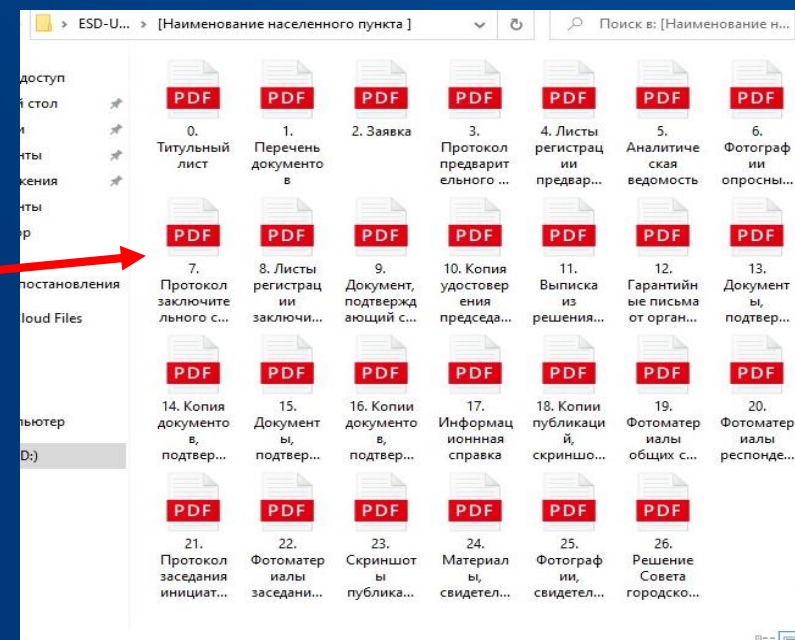 ESD-U... > [Наименование населенного пункта ]
Поиск в: [Наименование н...
доступ
й стол
нты
жения
нты
постановления
loud Files
пьютер
D:)
PDF PDF PDF PDF PDF PDF PDF
0. Титульный лист
1. Перечень документо в
2. Заявка
3. Протокол предварит ельного ...
4. Листы регистрац ии предвар...
5. Аналитиче ская ведомость
6. Фотограф ии опросны...
PDF PDF PDF PDF PDF PDF PDF
7. Протокол заключите льного с...
8. Листы регистрац ии заключи...
9. Документ, подтвержд ающий с...
10. Копия удостовер ения председа...
11. Выписка из решения...
12. Гарантийн ые письма от орган...
13. Документ ы, подтвер...
PDF PDF PDF PDF PDF PDF PDF
14. Копия документо в, подтвер...
15. Документ ы, подтвер...
16. Копии документо в, подтвер...
17. Информац ионнная справка
18. Копии публикаци й, скриншо...
19. Фотоматер иалы общих с...
20. Фотоматер иалы респонде...
PDF PDF PDF PDF PDF PDF
21. Протокол заседания инициат...
22. Фотоматер иалы заседани...
23. Скриншот ы публика...
24. Материал ы, свидетел...
25. Фотограф ии, свидетел...
26. Решение Совета городско...